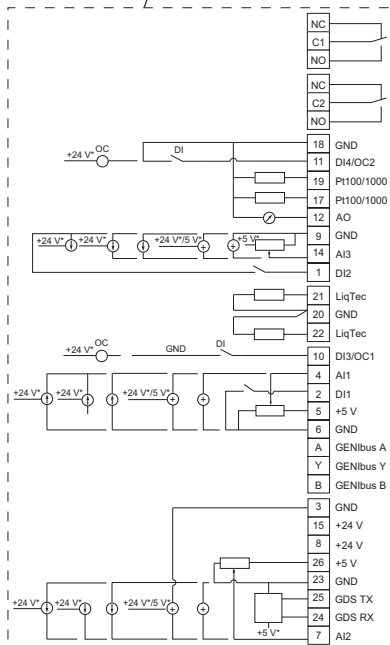 NC
C1
NO
NC
C2
NO
18 GND
+24 V* OC DI 11 DI4/OC2
19 Pt100/1000
17 Pt100/1000
12 AO
9 GND
+24 V* +24 V* +24 V*/5 V* +5 V*
14 AI3
1 DI2
21 LiqTec
20 GND
22 LiqTec
+24 V* OC GND DI 10 DI3/OC1
4 AI1
+24 V* +24 V* +24 V*/5 V* 2 DI1
5 +5 V
6 GND
A GENIbus A
Y GENIbus Y
B GENIbus B
3 GND
15 +24 V
8 +24 V
26 +5 V
23 GND
25 GDS TX
+24 V* +24 V* +24 V*/5 V* 24 GDS RX
+5 V* 7 AI2